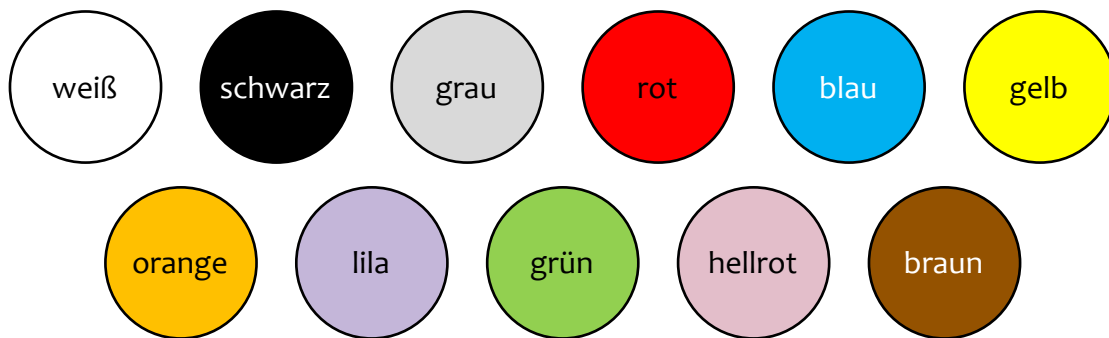 weiß schwarz grau rot blau gelb
orange lila grün hellrot braun